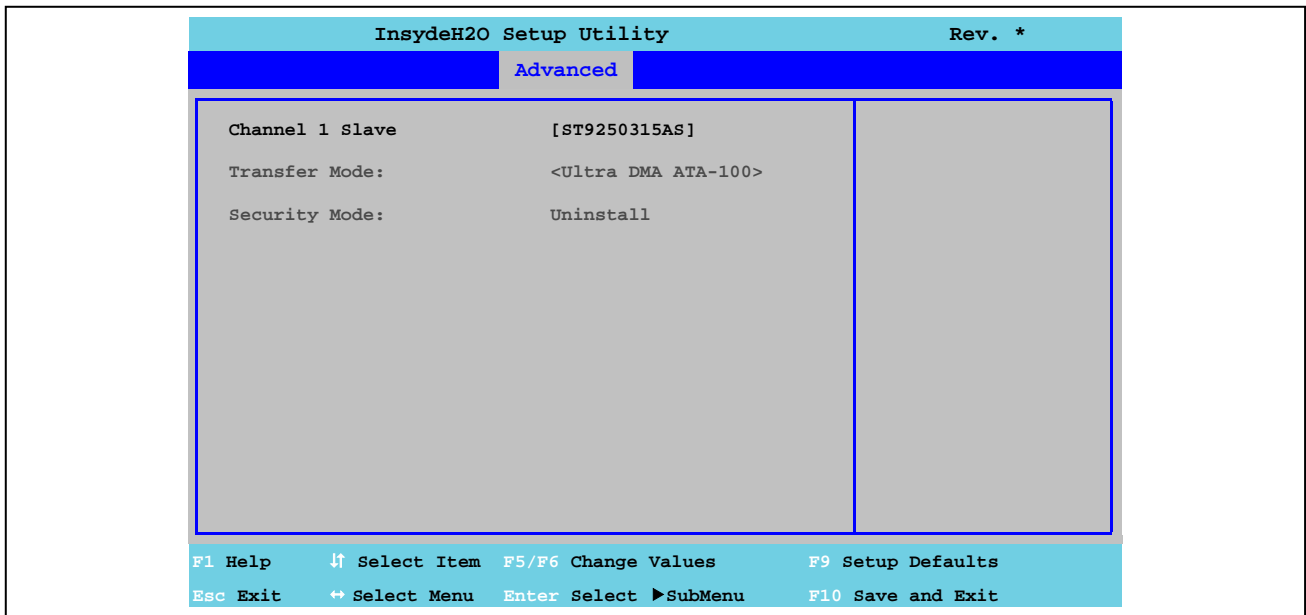 InsydeH2O Setup Utility Rev. *
Advanced
Channel 1 Slave [ST9250315AS]
Transfer Mode: <Ultra DMA ATA-100>
Security Mode: Uninstall
F1 Help ↓↑ Select Item F5/F6 Change Values F9 Setup Defaults
Esc Exit ↔ Select Menu Enter Select ▶SubMenu F10 Save and Exit